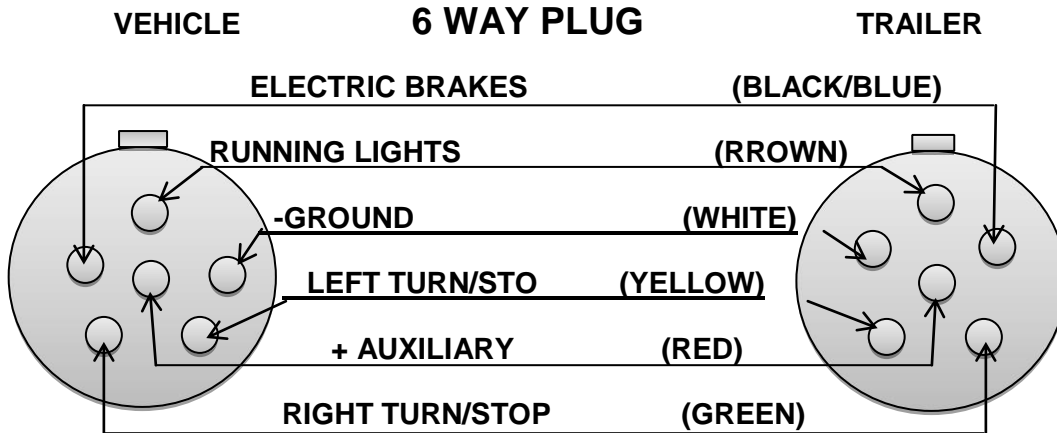 VEHICLE 6 WAY PLUG TRAILER
ELECTRIC BRAKES (BLACK/BLUE)
RUNNING LIGHTS (RROWN)
-GROUND (WHITE)
LEFT TURN/STO (YELLOW)
+ AUXILIARY (RED)
RIGHT TURN/STOP (GREEN)